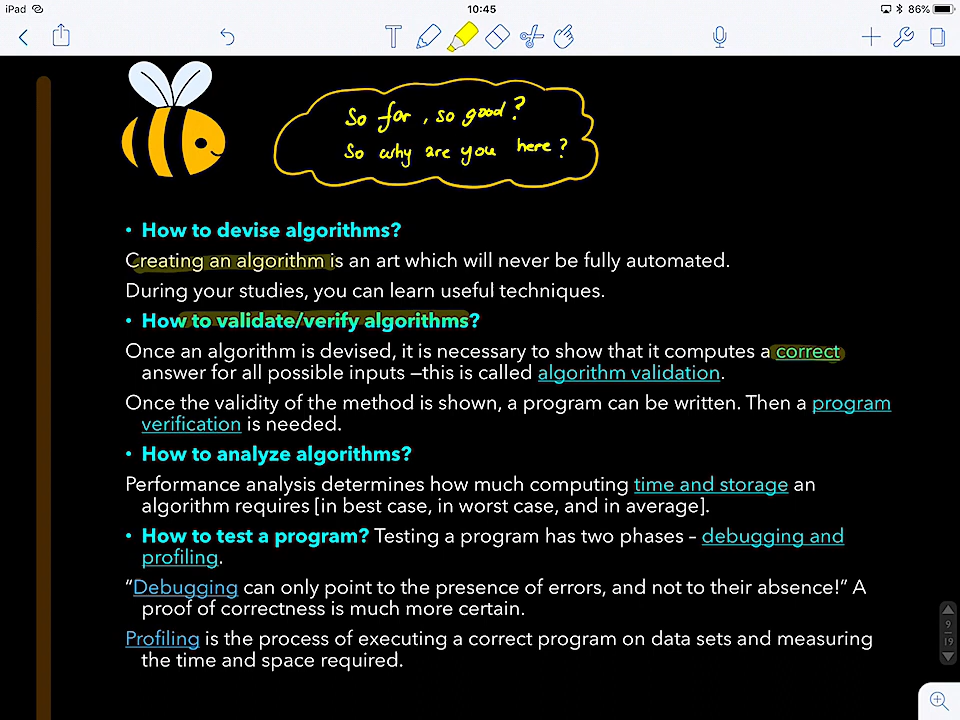 iPad
10:45
86%
So far, so good?
So why are you here?
• How to devise algorithms?
Creating an algorithm is an art which will never be fully automated.
During your studies, you can learn useful techniques.
• How to validate/verify algorithms?
Once an algorithm is devised, it is necessary to show that it computes a correct
answer for all possible inputs —this is called algorithm validation.
Once the validity of the method is shown, a program can be written. Then a program
verification is needed.
• How to analyze algorithms?
Performance analysis determines how much computing time and storage an
algorithm requires [in best case, in worst case, and in average].
• How to test a program? Testing a program has two phases – debugging and
profiling.
“Debugging can only point to the presence of errors, and not to their absence!” A
proof of correctness is much more certain.
Profiling is the process of executing a correct program on data sets and measuring
the time and space required.
9
19